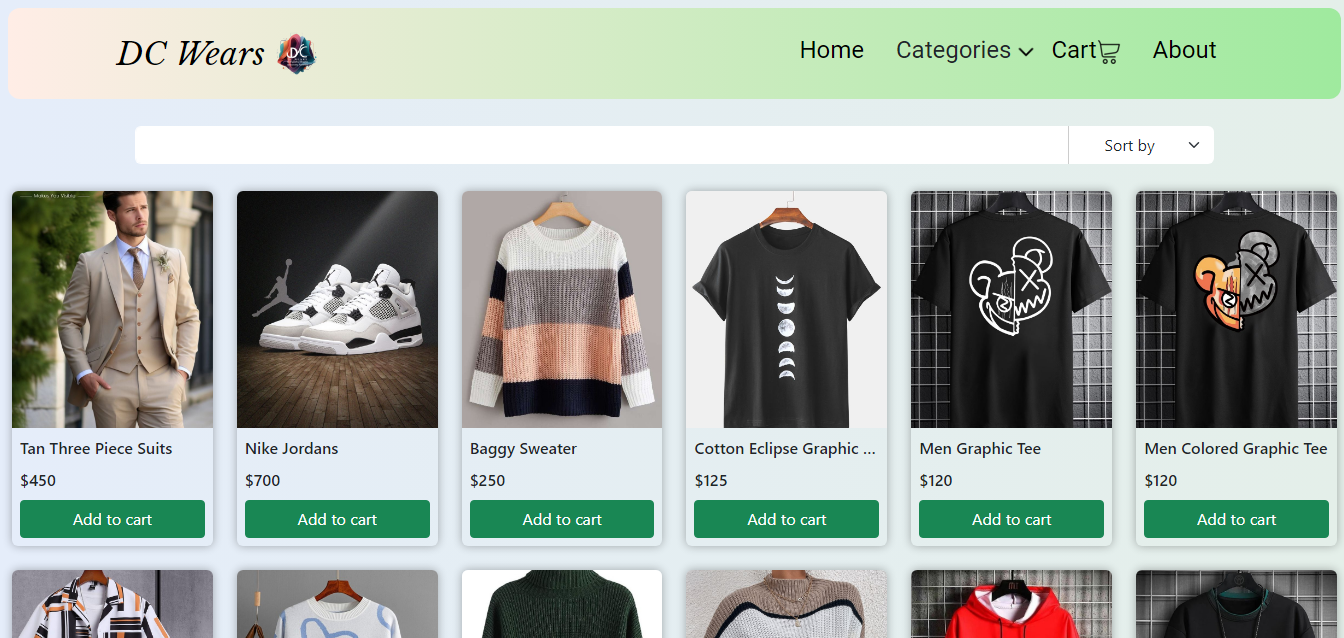 DC Wears DC
Home Categories Cart About
Sort by
Tan Three Piece Suits
$450
Add to cart
Nike Jordans
$700
Add to cart
Baggy Sweater
$250
Add to cart
Cotton Eclipse Graphic ...
$125
Add to cart
Men Graphic Tee
$120
Add to cart
Men Colored Graphic Tee
$120
Add to cart